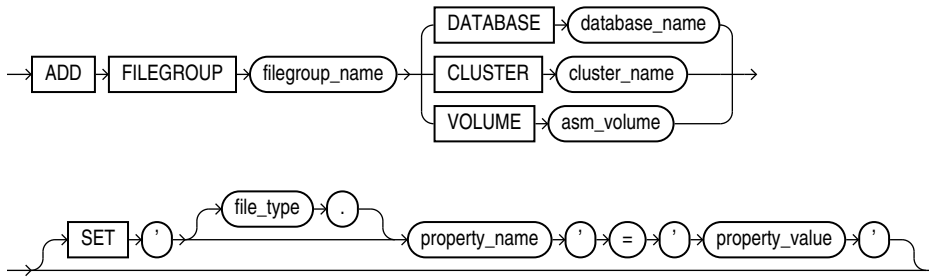 DATABASE database_name
ADD FILEGROUP filegroup_name CLUSTER cluster_name
VOLUME asm_volume
file_type .
SET ' property_name ' = ' property_value '